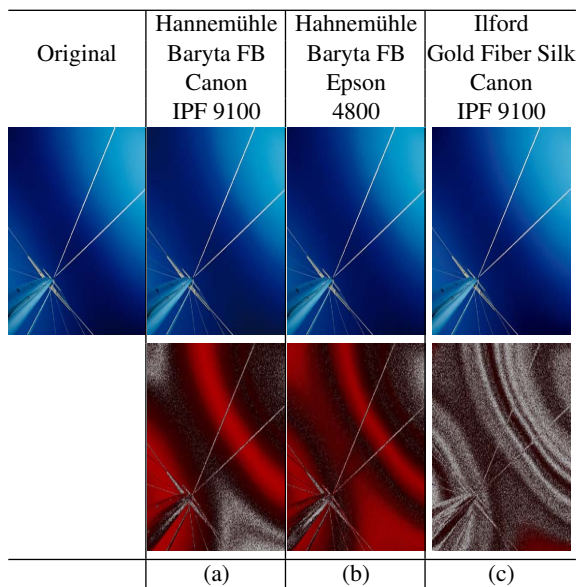 Original
Hannemühle
Baryta FB
Canon
IPF 9100
Hahnemühle
Baryta FB
Epson
4800
Ilford
Gold Fiber Silk
Canon
IPF 9100
(a)
(b)
(c)